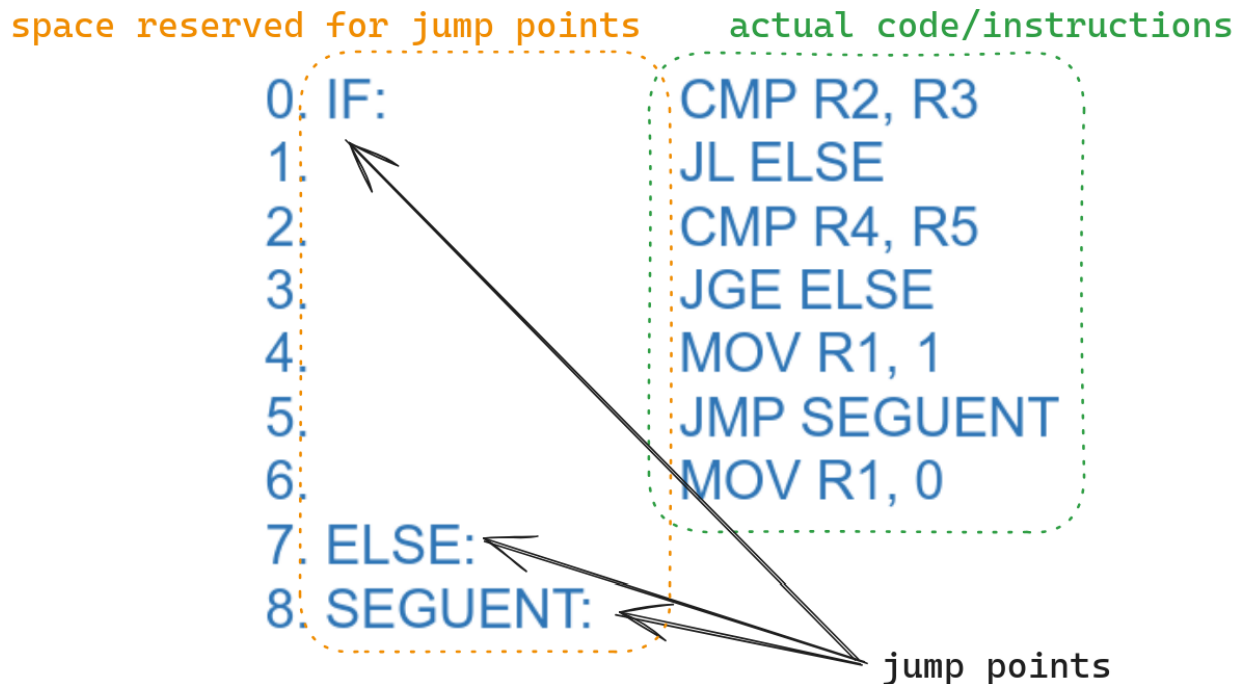 space reserved for jump points actual code/instructions
0. IF: CMP R2, R3
1. JL ELSE
2. CMP R4, R5
3. JGE ELSE
4. MOV R1, 1
5. JMP SEGUENT
6. MOV R1, 0
7. ELSE:
8. SEGUENT:
jump points